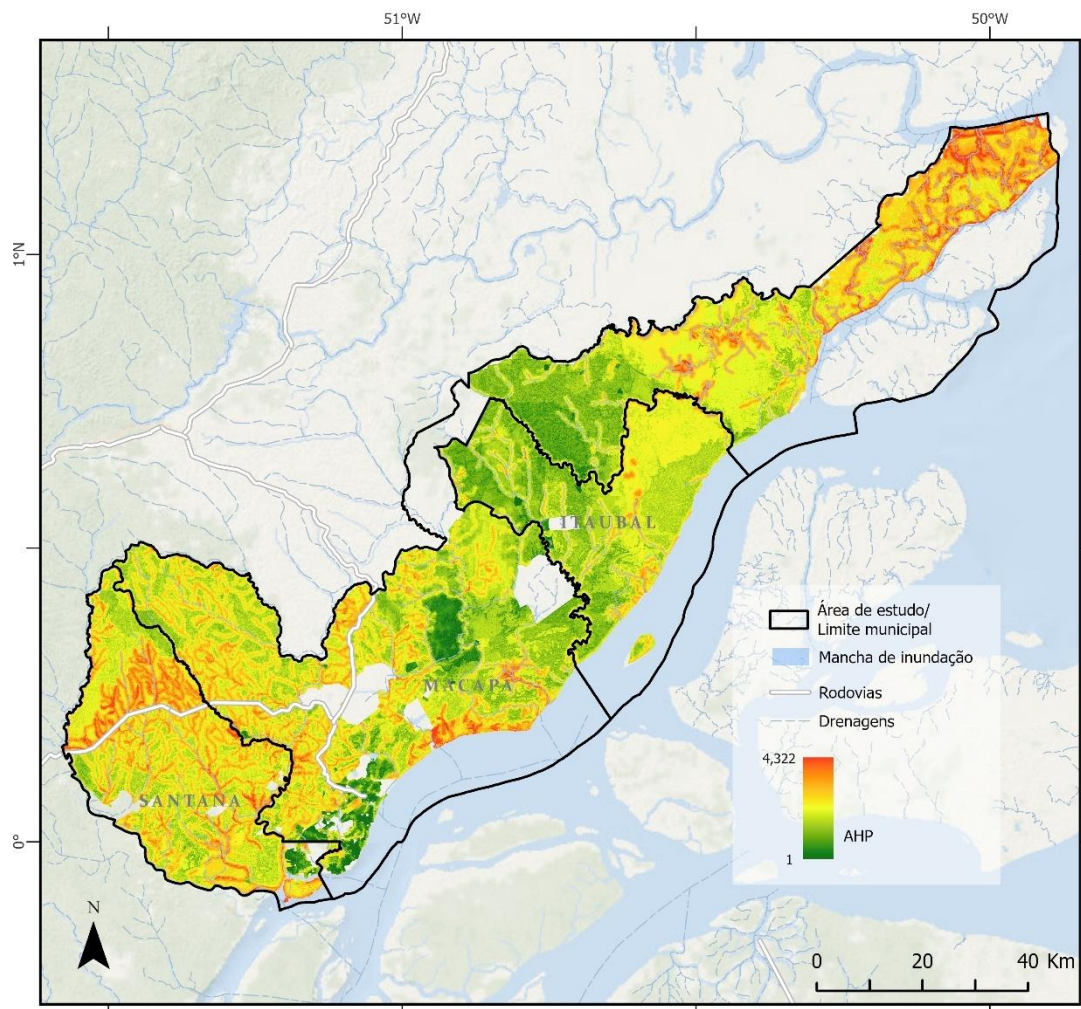 51°W
50°W
1°N
ITAUBAL
Área de estudo/
Limite municipal
Mancha de inundação
MACAPÁ
Rodovias
Drenagens
4,322
SANTANA
AHP
0°
1
N
0
20
40 Km